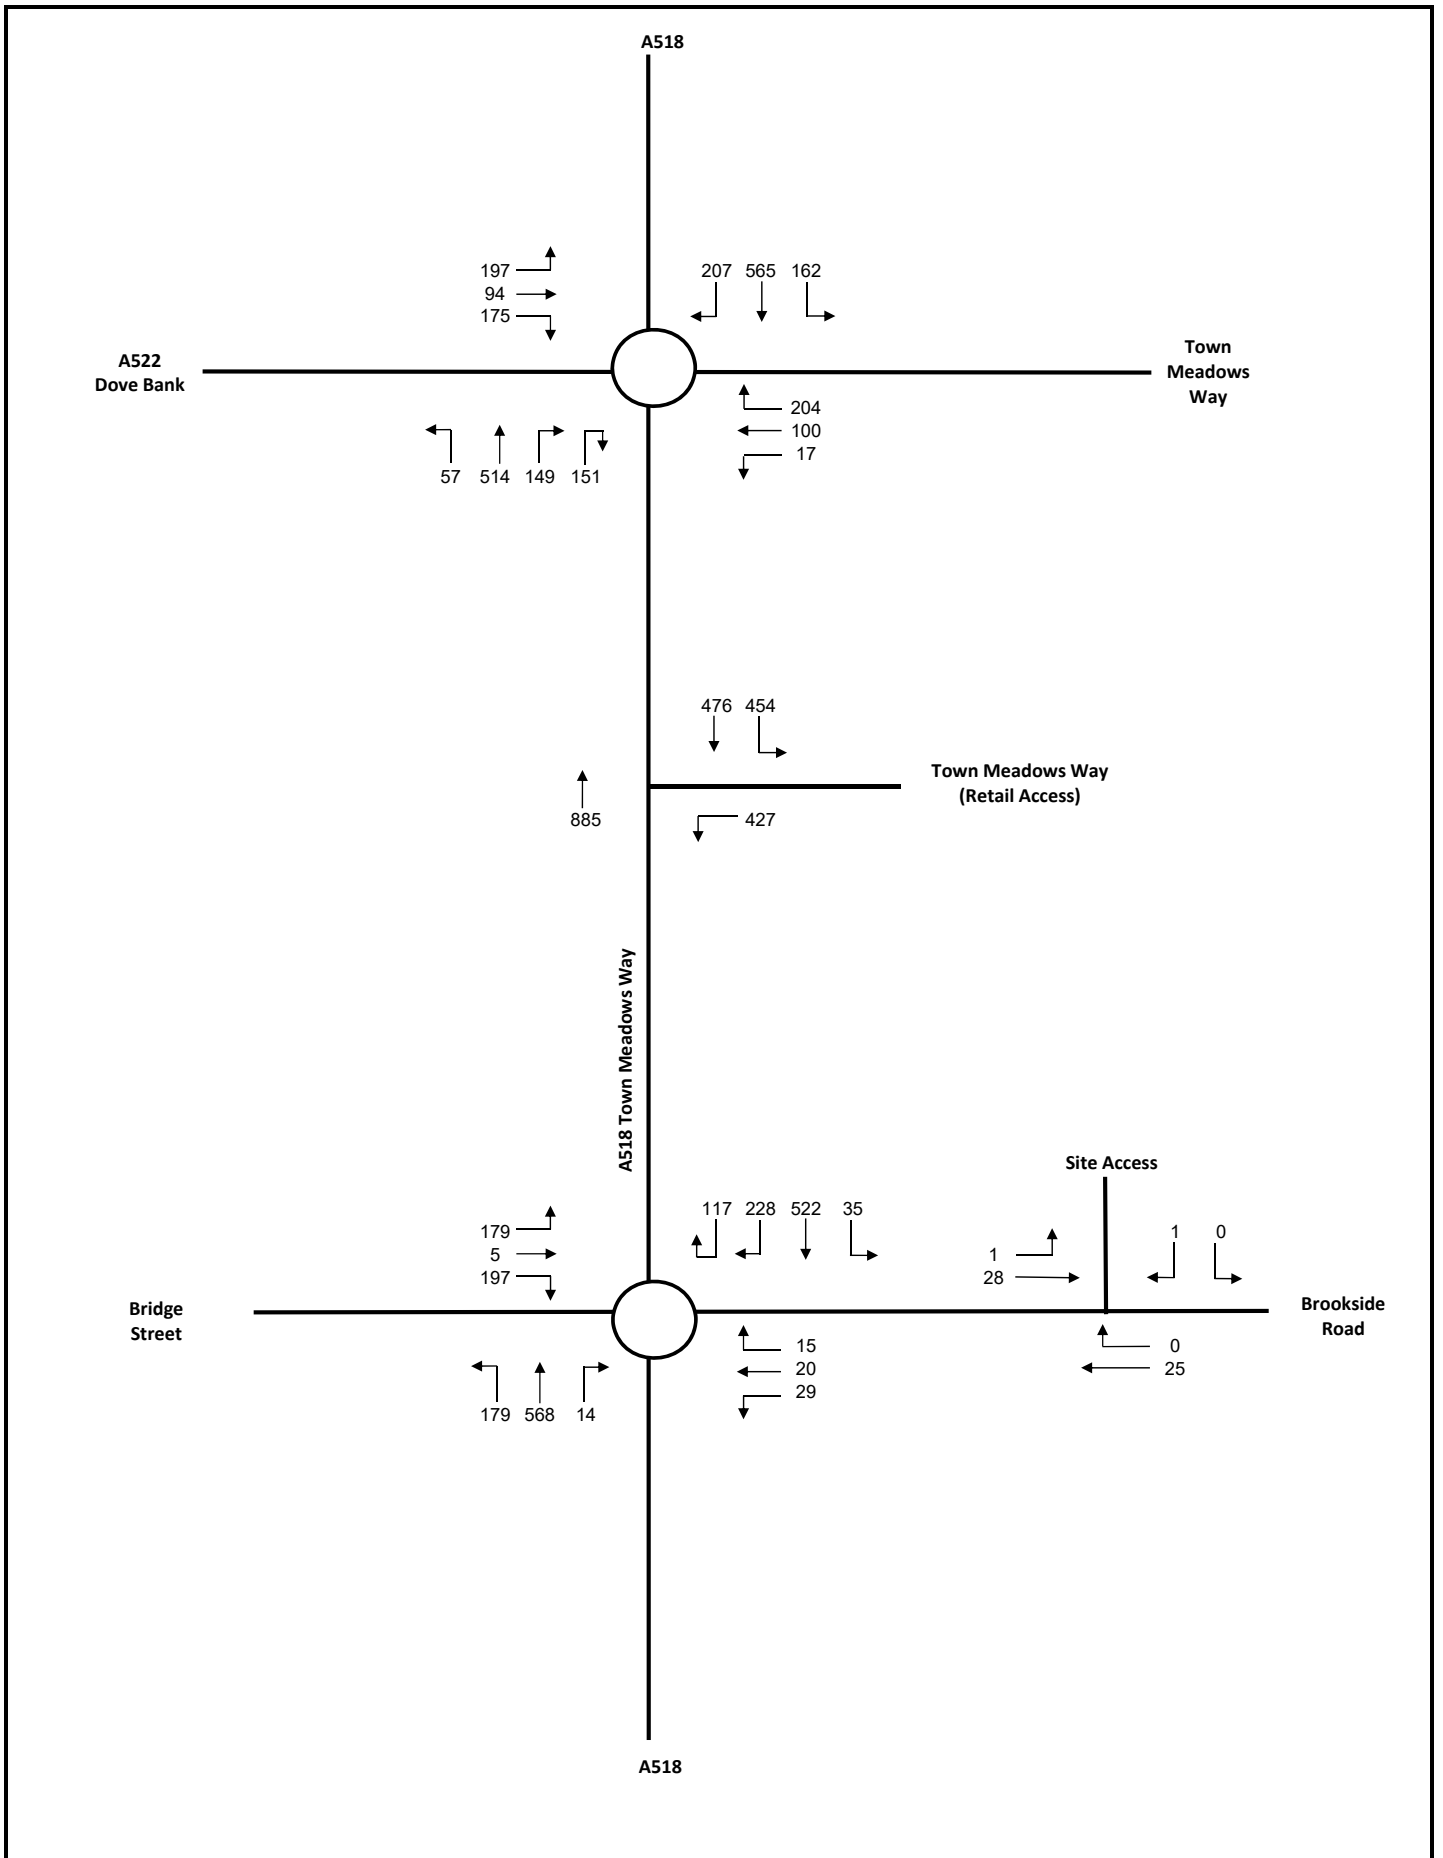 A518
197
94
175
207 565 162
A522
Dove Bank
Town
Meadows
Way
204
100
17
57 514 149 151
476 454
Town Meadows Way
(Retail Access)
885
427
A518 Town Meadows Way
Site Access
179
5
197
117 228 522 35
1
28
1 0
Bridge
Street
Brookside
Road
15
20
29
0
25
179 568 14
A518